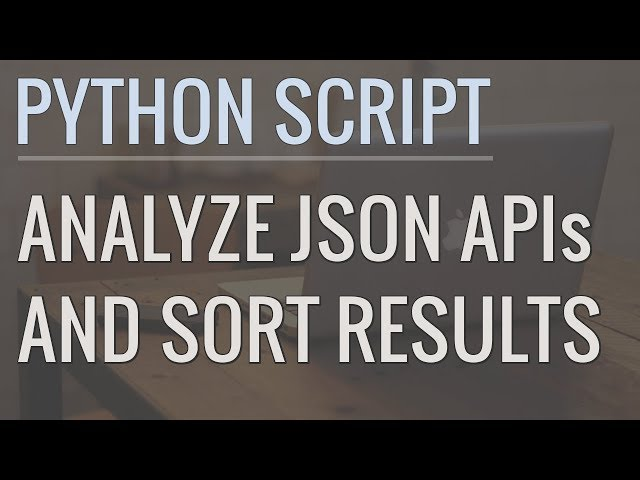 PYTHON SCRIPT
ANALYZE JSON APIs
AND SORT RESULTS